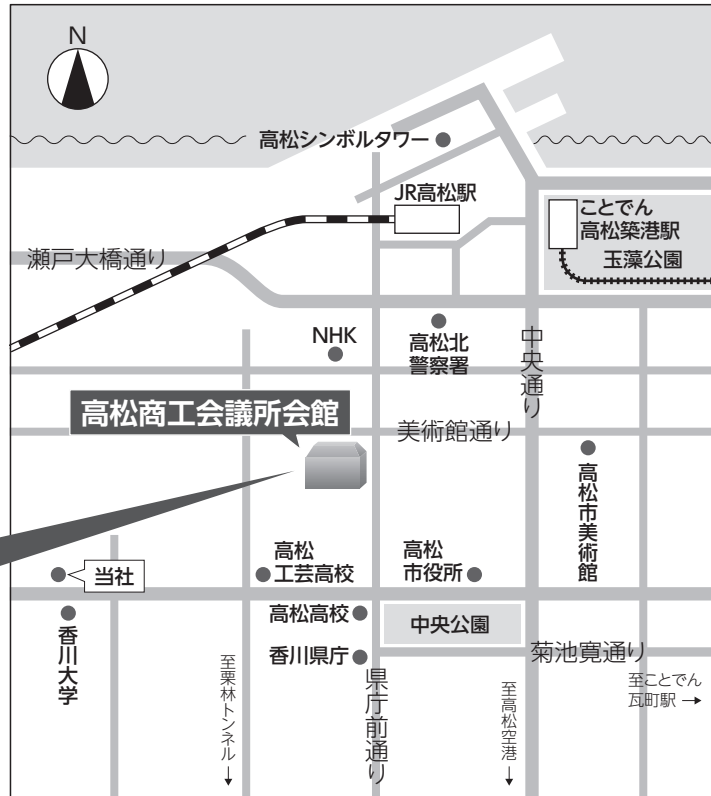 N
高松シンボルタワー
JR高松駅
ことでん
高松築港駅
玉藻公園
瀬戸大橋通り
NHK
高松北
警察署
中央通り
高松商工会議所会館
美術館通り
高松市美術館
高松
工芸高校
高松
市役所
当社
香川大学
高松高校
中央公園
香川県庁
菊池寛通り
至栗林トンネル→
県庁前通り
至高松空港→
至ことでん
瓦町駅→